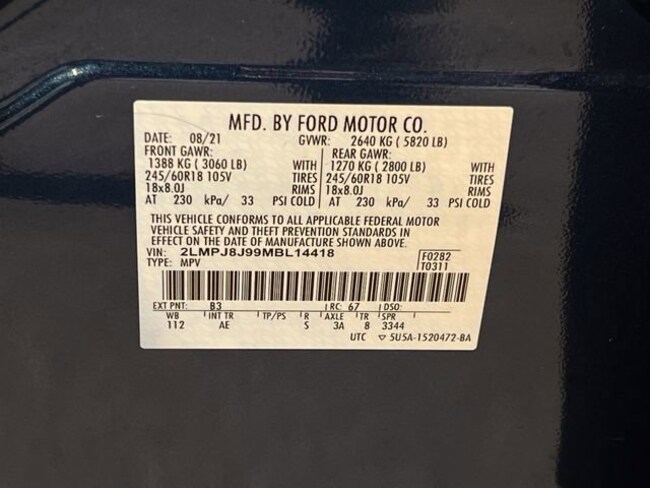 MFD. BY FORD MOTOR CO.
DATE: 08/21 GVWR: 2640 KG ( 5820 LB)
FRONT GAWR: REAR GAWR:
1388 KG ( 3060 LB) WITH 1270 KG ( 2800 LB) WITH
245/60R18 105V TIRES 245/60R18 105V TIRES
18x8.0J RIMS 18x8.0J RIMS
AT 230 kPa/ 33 PSI COLD AT 230 kPa/ 33 PSI COLD
THIS VEHICLE CONFORMS TO ALL APPLICABLE FEDERAL MOTOR
VEHICLE SAFETY AND THEFT PREVENTION STANDARDS IN
EFFECT ON THE DATE OF MANUFACTURE SHOWN ABOVE.
VIN: 2LMPJ8J99MBL14418 F0282
TYPE: MPV T0311
EXT PNT: B3 RC: 67 DSO:
WB INT TR TP/PS R AXLE TR SPR
112 AE S 3A 8 3344
UTC ▽ 5U5A-1520472-BA